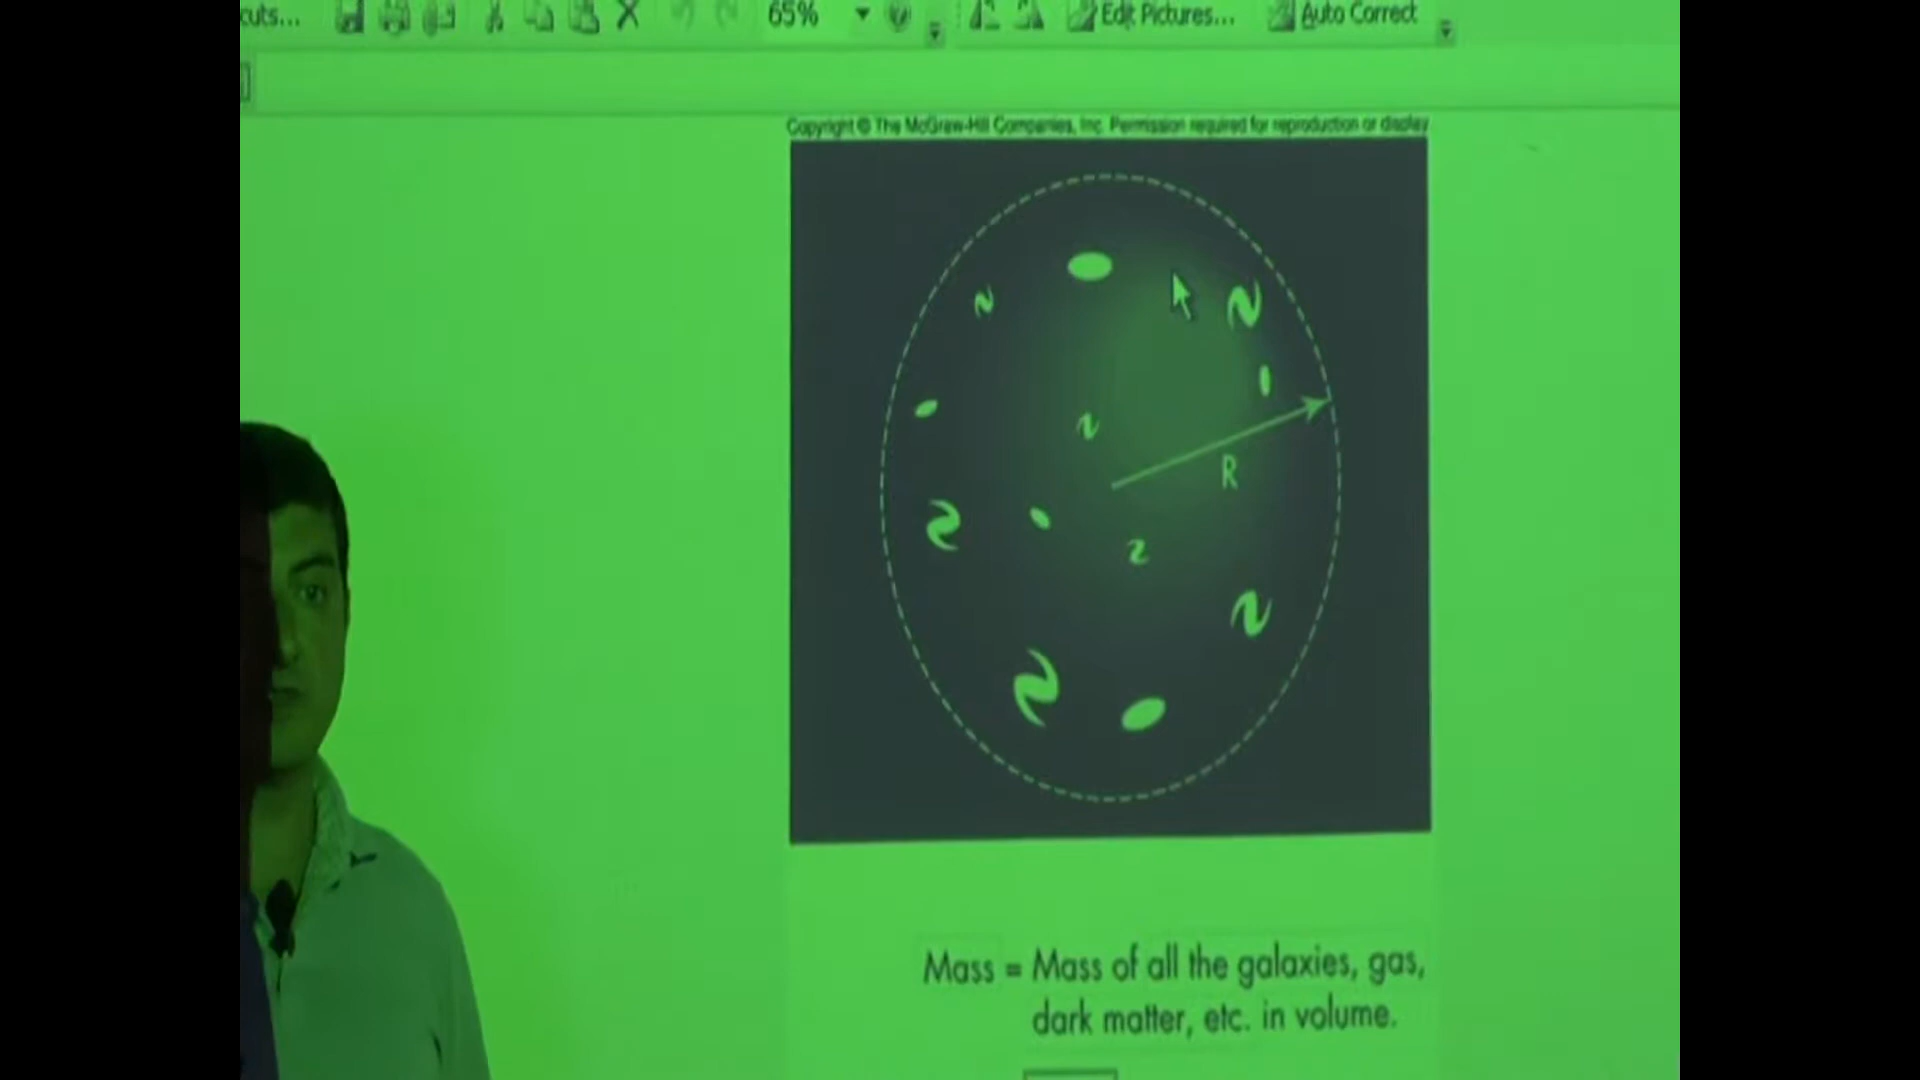 cuts...
65%
Edit Pictures...
Auto Correct
Copyright © The McGraw-Hill Companies, Inc. Permission required for reproduction or display
R
Mass = Mass of all the galaxies, gas,
dark matter, etc. in volume.